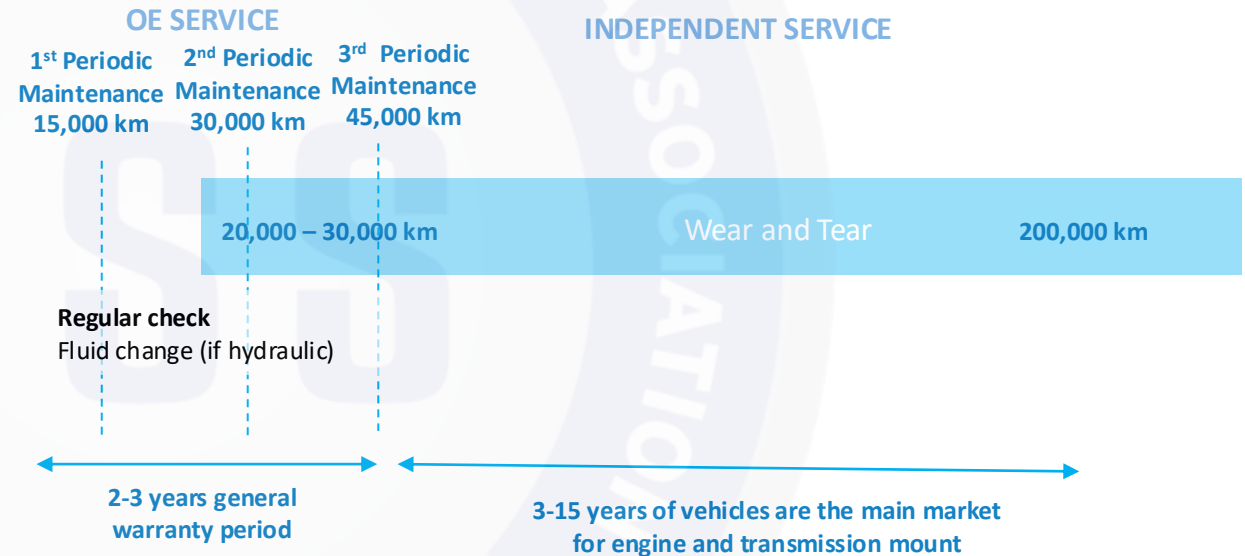 OE SERVICE
INDEPENDENT SERVICE
1st Periodic
Maintenance
15,000 km
2nd Periodic
Maintenance
30,000 km
3rd Periodic
Maintenance
45,000 km
20,000 – 30,000 km
Wear and Tear
200,000 km
Regular check
Fluid change (if hydraulic)
2-3 years general
warranty period
3-15 years of vehicles are the main market
for engine and transmission mount
SS
ASSOCIATION